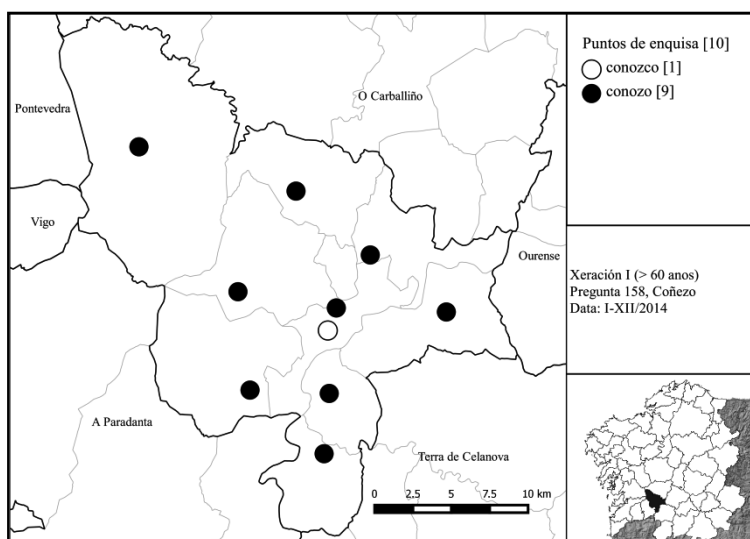 Puntos de enquisa [10]
conozco [1]
conozo [9]
O Carballiño
Pontevedra
Vigo
Ourense
Xeración I (> 60 anos)
Pregunta 158, Coñezo
Data: I-XII/2014
A Paradanta
Terra de Celanova
0 2,5 5 7,5 10 km